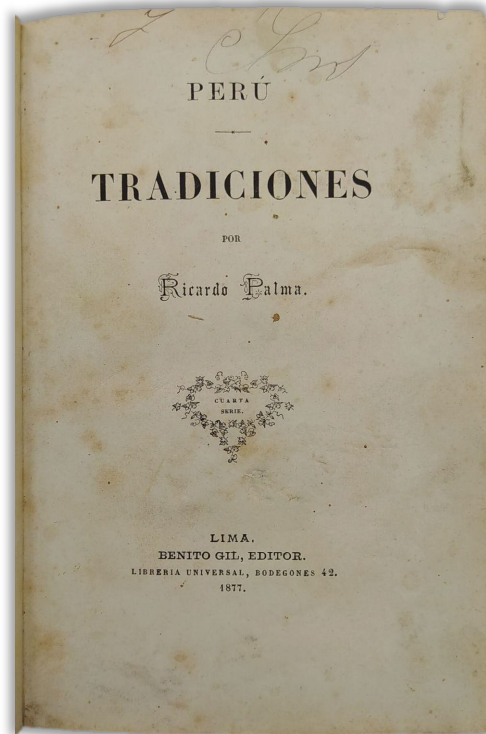 PERÚ
TRADICIONES
POR
Ricardo Palma.
CUARTA
SERIE.
LIMA.
BENITO GIL, EDITOR.
LIBRERIA UNIVERSAL, BODEGONES 42.
1877.